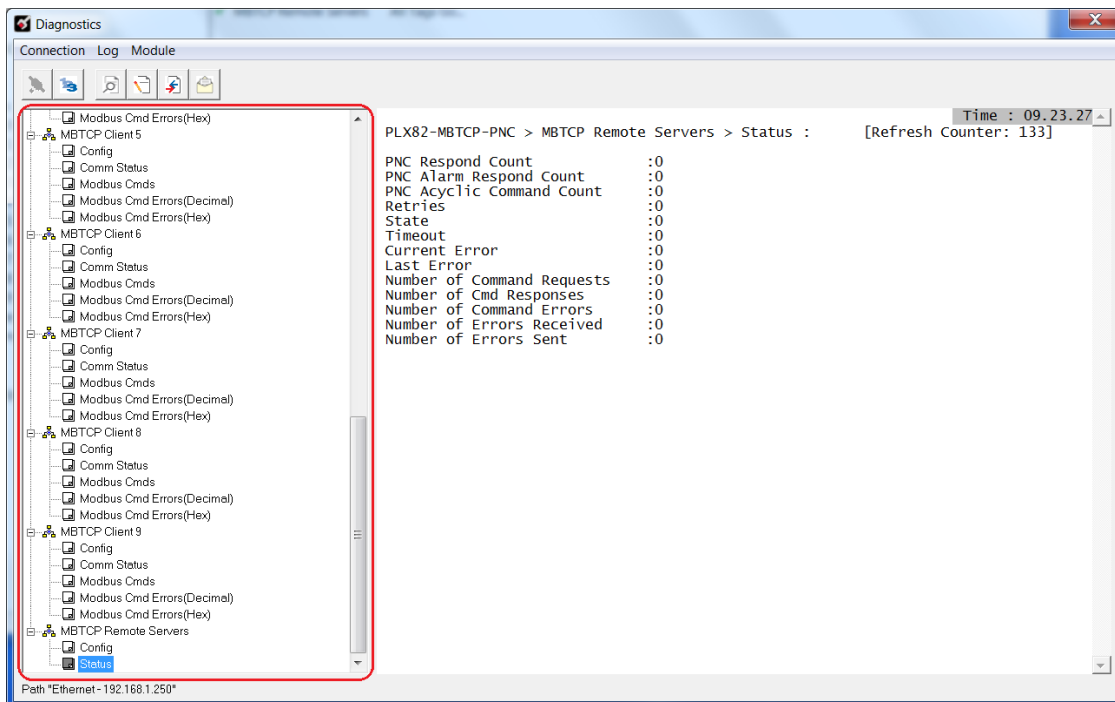 Diagnostics
Connection Log Module
Modbus Cmd Errors(Hex)
MBTCP Client 5
Config
Comm Status
Modbus Cmds
Modbus Cmd Errors(Decimal)
Modbus Cmd Errors(Hex)
MBTCP Client 6
Config
Comm Status
Modbus Cmds
Modbus Cmd Errors(Decimal)
Modbus Cmd Errors(Hex)
MBTCP Client 7
Config
Comm Status
Modbus Cmds
Modbus Cmd Errors(Decimal)
Modbus Cmd Errors(Hex)
MBTCP Client 8
Config
Comm Status
Modbus Cmds
Modbus Cmd Errors(Decimal)
Modbus Cmd Errors(Hex)
MBTCP Client 9
Config
Comm Status
Modbus Cmds
Modbus Cmd Errors(Decimal)
Modbus Cmd Errors(Hex)
MBTCP Remote Servers
Config
Status
Time : 09.23.27
PLX82-MBTCP-PNC > MBTCP Remote Servers > Status : [Refresh Counter: 133]
PNC Respond Count :0
PNC Alarm Respond Count :0
PNC Acyclic Command Count :0
Retries :0
State :0
Timeout :0
Current Error :0
Last Error :0
Number of Command Requests :0
Number of Cmd Responses :0
Number of Command Errors :0
Number of Errors Received :0
Number of Errors Sent :0
Path "Ethernet - 192.168.1.250"